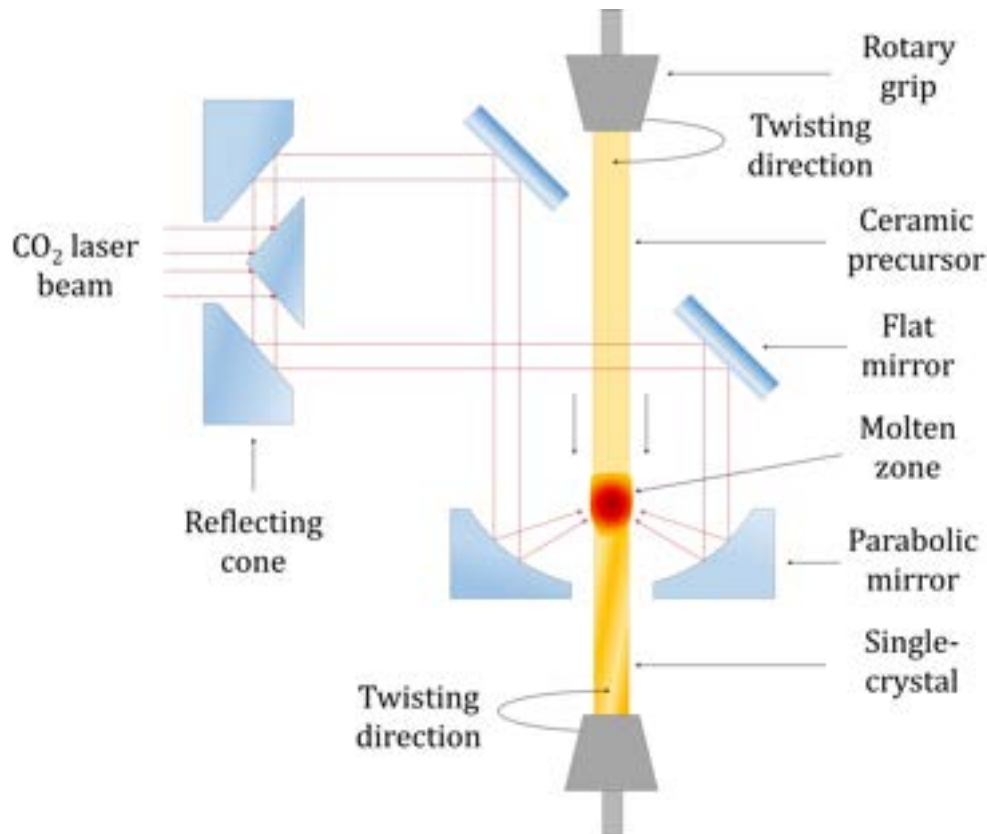 Rotary
grip
Twisting
direction
Ceramic
precursor
CO₂ laser
beam
Flat
mirror
Molten
zone
Reflecting
cone
Parabolic
mirror
Single-
crystal
Twisting
direction